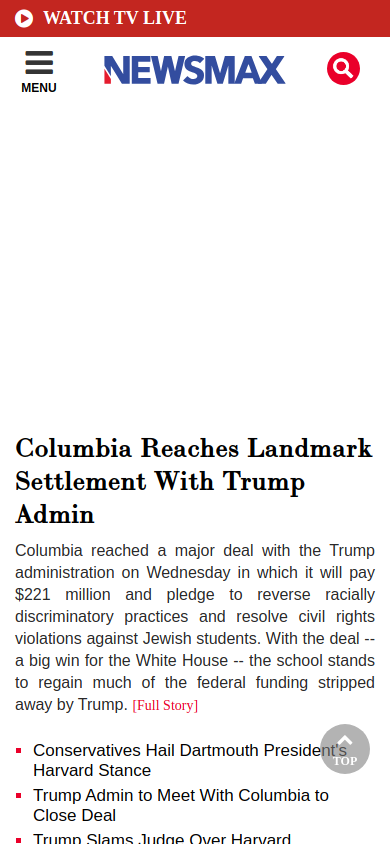 WATCH TV LIVE
MENU
NEWSMAX
Columbia Reaches Landmark
Settlement With Trump
Admin
Columbia reached a major deal with the Trump
administration on Wednesday in which it will pay
$221 million and pledge to reverse racially
discriminatory practices and resolve civil rights
violations against Jewish students. With the deal --
a big win for the White House -- the school stands
to regain much of the federal funding stripped
away by Trump. [Full Story]
Conservatives Hail Dartmouth President's
Harvard Stance
TOP
Trump Admin to Meet With Columbia to
Close Deal
Trump Slams Judge Over Harvard